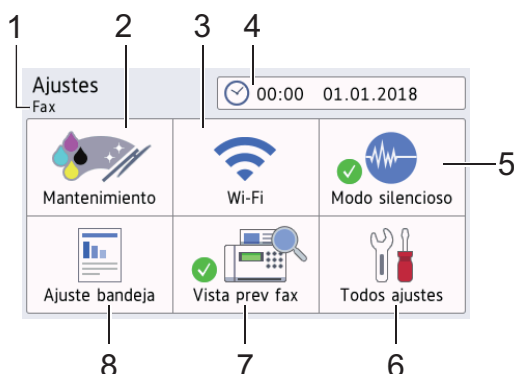 1 2 3 4
Ajustes
Fax
00:00 01.01.2018
Mantenimiento Wi-Fi Modo silencioso
5
Ajuste bandeja Vista prev fax Todos ajustes
8 7 6